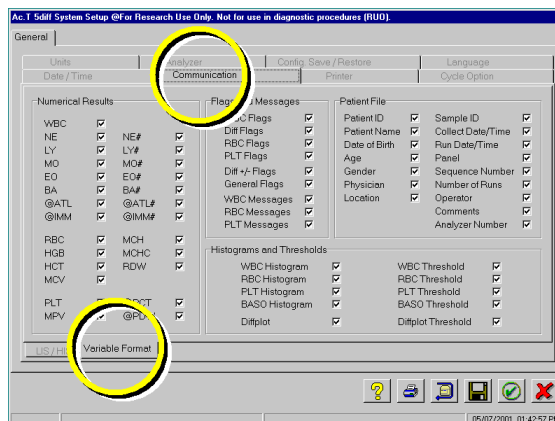 Ac.T 5diff System Setup @For Research Use Only. Not for use in diagnostic procedures (RUO).
General
Units Analyzer Config. Save / Restore Language
Date / Time Communication Printer Cycle Option
Numerical Results
WBC
NE NE#
LY LY#
MO MO#
EO EO#
BA BA#
@ATL @ATL#
@IMM @IMM#
RBC MCH
HGB MCHC
HCT RDW
MCV
PLT
MPV
Flags Messages
Flags
Diff Flags
RBC Flags
PLT Flags
Diff +/- Flags
General Flags
WBC Messages
RBC Messages
PLT Messages
Patient File
Patient ID Sample ID
Patient Name Collect Date/Time
Date of Birth Run Date/Time
Age Panel
Gender Sequence Number
Physician Number of Runs
Location Operator
Comments
Analyzer Number
Histograms and Thresholds
WBC Histogram WBC Threshold
RBC Histogram RBC Threshold
PLT Histogram PLT Threshold
BASO Histogram BASO Threshold
Diffplot Diffplot Threshold
Variable Format
05/07/2001 01:42:57